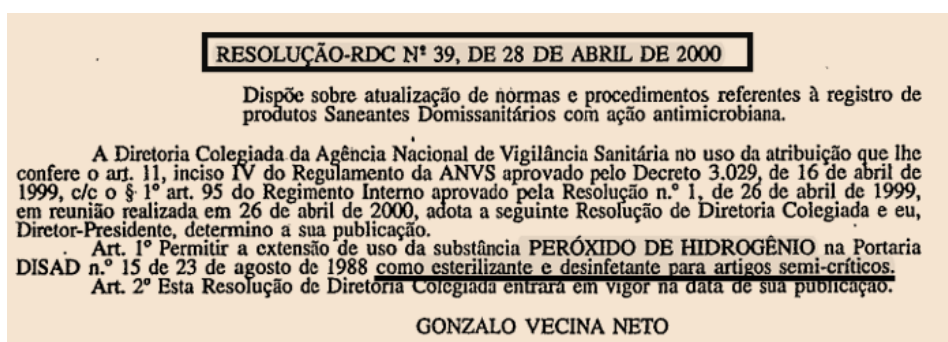 RESOLUÇÃO-RDC Nº 39, DE 28 DE ABRIL DE 2000
Dispõe sobre atualização de normas e procedimentos referentes à registro de
produtos Saneantes Domissanitários com ação antimicrobiana.
A Diretoria Colegiada da Agência Nacional de Vigilância Sanitária no uso da atribuição que lhe
confere o art. 11, inciso IV do Regulamento da ANVS aprovado pelo Decreto 3.029, de 16 de abril de
1999, c/c o § 1º art. 95 do Regimento Interno aprovado pela Resolução n.º 1, de 26 de abril de 1999,
em reunião realizada em 26 de abril de 2000, adota a seguinte Resolução de Diretoria Colegiada e eu,
Diretor-Presidente, determino a sua publicação.
Art. 1º Permitir a extensão de uso da substância PERÓXIDO DE HIDROGÊNIO na Portaria
DISAD n.º 15 de 23 de agosto de 1988 como esterilizante e desinfetante para artigos semi-críticos.
Art. 2º Esta Resolução de Diretoria Colegiada entrará em vigor na data de sua publicação.
GONZALO VECINA NETO